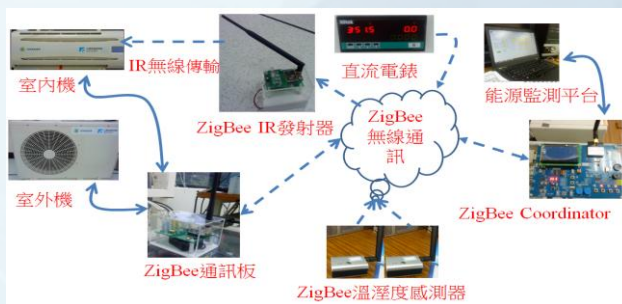 室內機
IR無線傳輸
ZigBee IR發射器
3515
00
直流電錶
ZigBee
無線通
訊
能源監測平台
室外機
ZigBee通訊板
ZigBee Coordinator
ZigBee溫溼度感測器